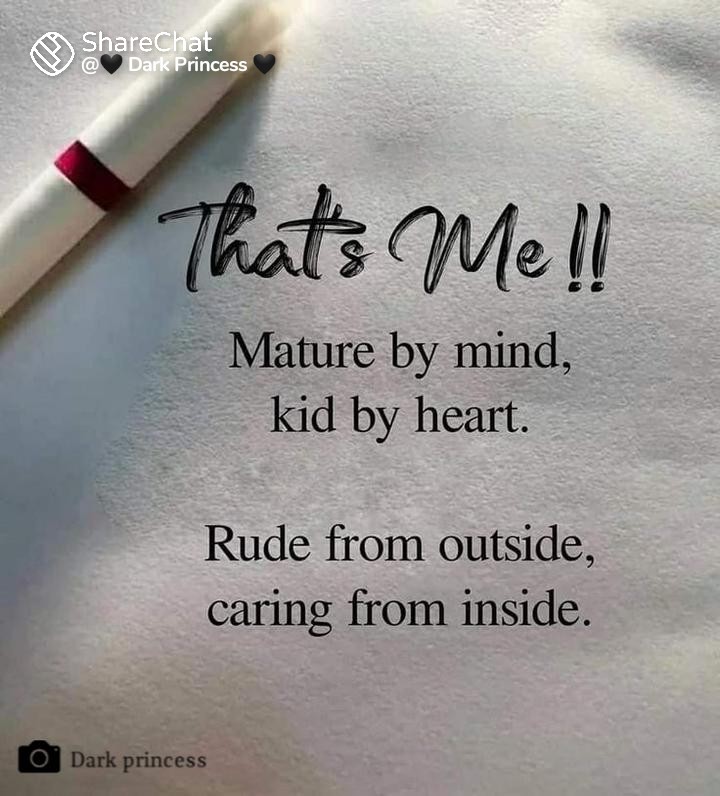 ShareChat
@🖤 Dark Princess 🖤
That's Me!!
Mature by mind,
kid by heart.
Rude from outside,
caring from inside.
Dark princess